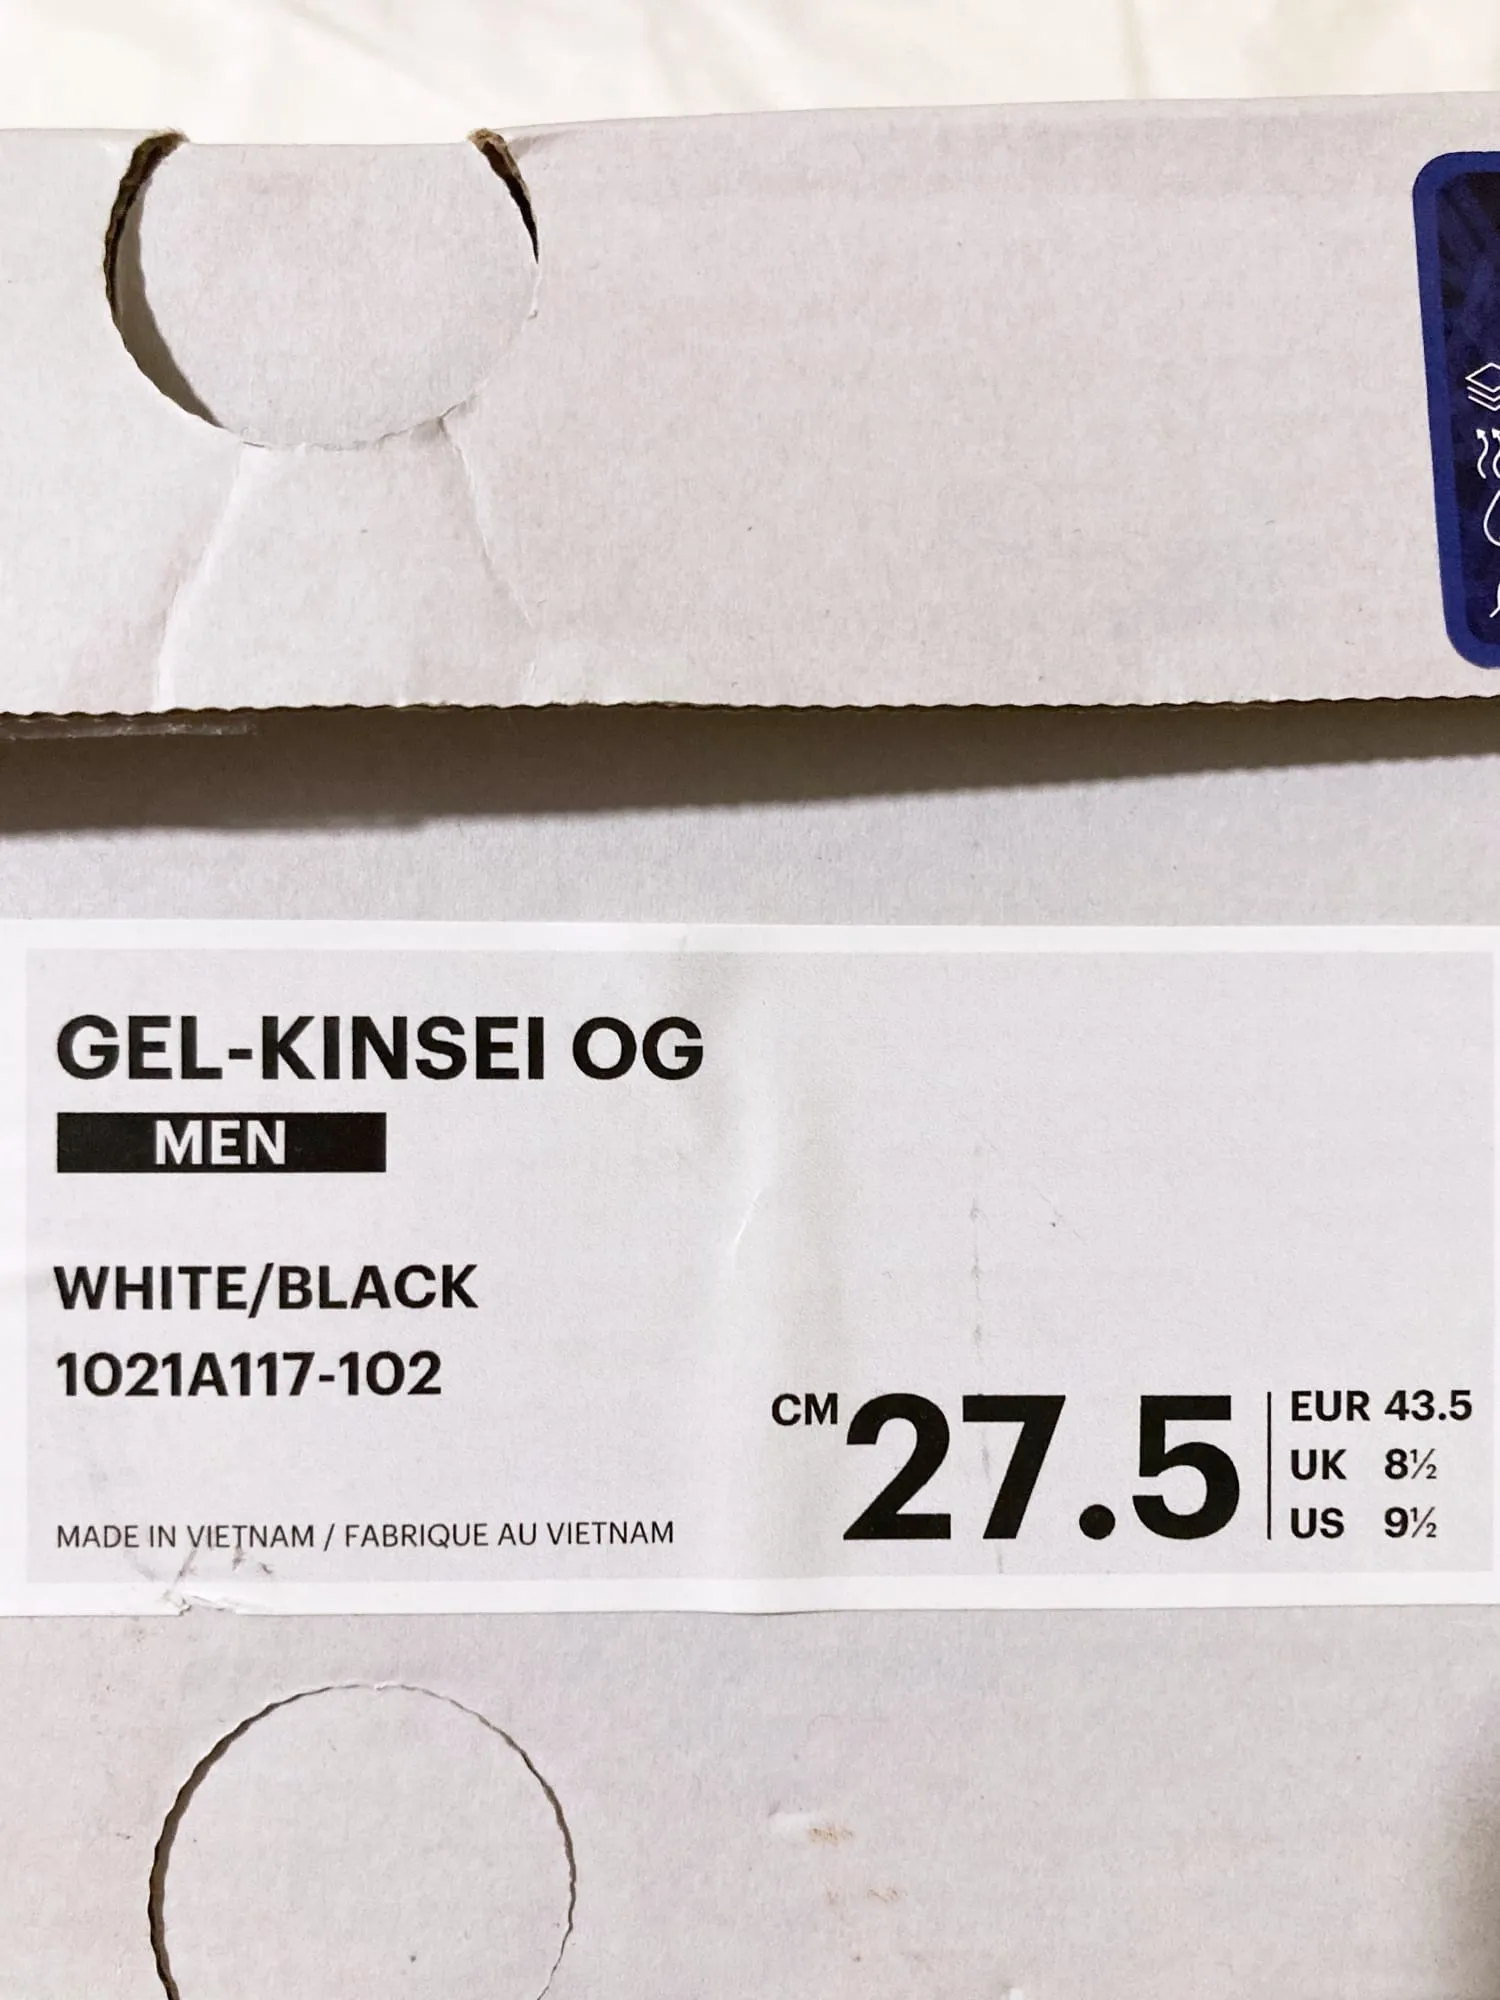 GEL-KINSEI OG
MEN
WHITE/BLACK
1021A117-102
MADE IN VIETNAM / FABRIQUE AU VIETNAM
CM 27.5
EUR 43.5
UK 8½
US 9½